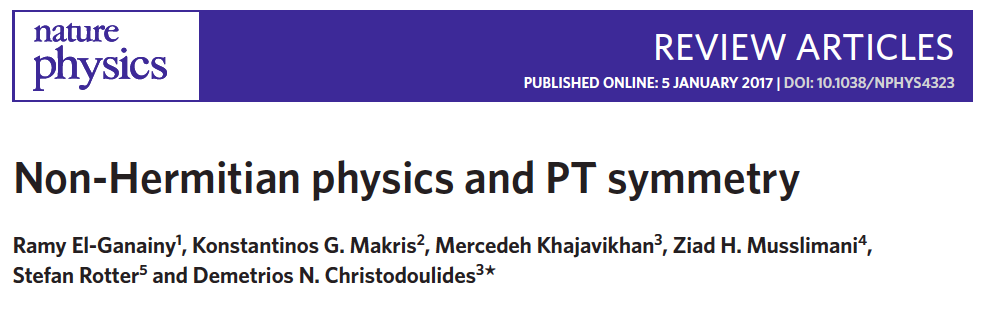 nature
physics
REVIEW ARTICLES
PUBLISHED ONLINE: 5 JANUARY 2017 | DOI: 10.1038/NPHYS4323
Non-Hermitian physics and PT symmetry
Ramy El-Ganainy¹, Konstantinos G. Makris², Mercedeh Khajavikhan³, Ziad H. Musslimani⁴,
Stefan Rotter⁵ and Demetrios N. Christodoulides³*